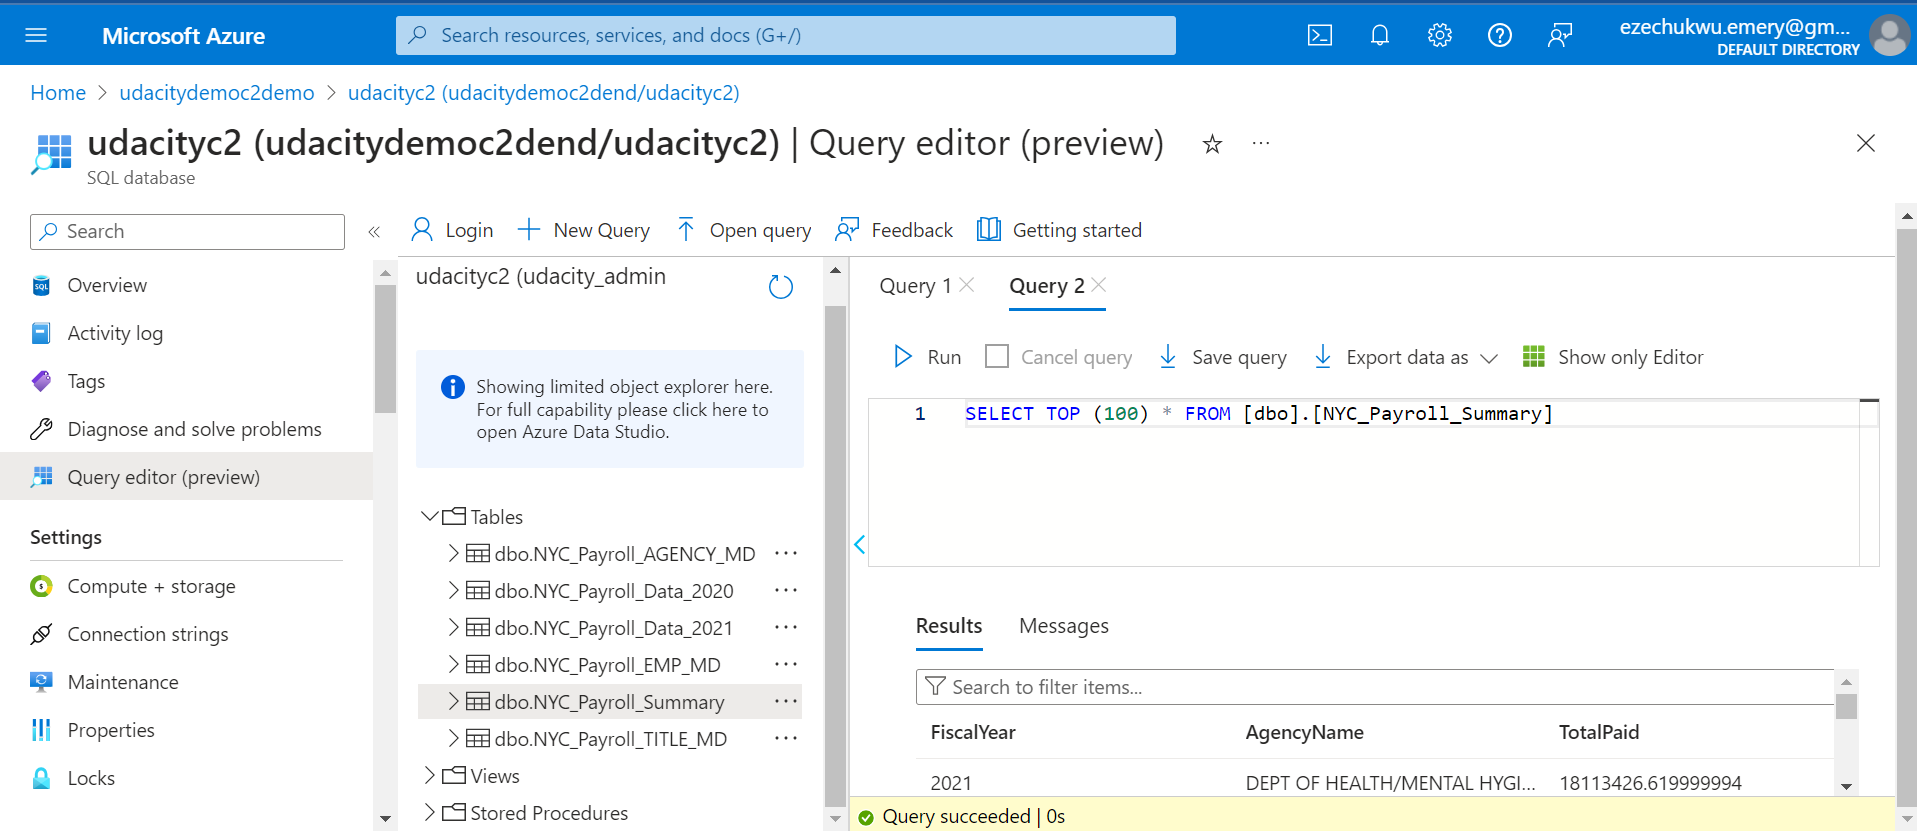 Microsoft Azure
Search resources, services, and docs (G+/)
ezechukwu.emery@gm...
DEFAULT DIRECTORY
Home > udacitydemoc2demo > udacityc2 (udacitydemoc2dend/udacityc2)
udacityc2 (udacitydemoc2dend/udacityc2) | Query editor (preview)
SQL database
Search
Overview
Activity log
Tags
Diagnose and solve problems
Query editor (preview)
Settings
Compute + storage
Connection strings
Maintenance
Properties
Locks
Login
New Query
Open query
Feedback
Getting started
udacityc2 (udacity_admin
Showing limited object explorer here.
For full capability please click here to
open Azure Data Studio.
Tables
dbo.NYC_Payroll_AGENCY_MD
dbo.NYC_Payroll_Data_2020
dbo.NYC_Payroll_Data_2021
dbo.NYC_Payroll_EMP_MD
dbo.NYC_Payroll_Summary
dbo.NYC_Payroll_TITLE_MD
Views
Stored Procedures
Query 1
Query 2
Run
Cancel query
Save query
Export data as
Show only Editor
1 SELECT TOP (100) * FROM [dbo].[NYC_Payroll_Summary]
Results
Messages
Search to filter items...
FiscalYear AgencyName TotalPaid
2021 DEPT OF HEALTH/MENTAL HYGI... 18113426.619999994
Query succeeded | 0s